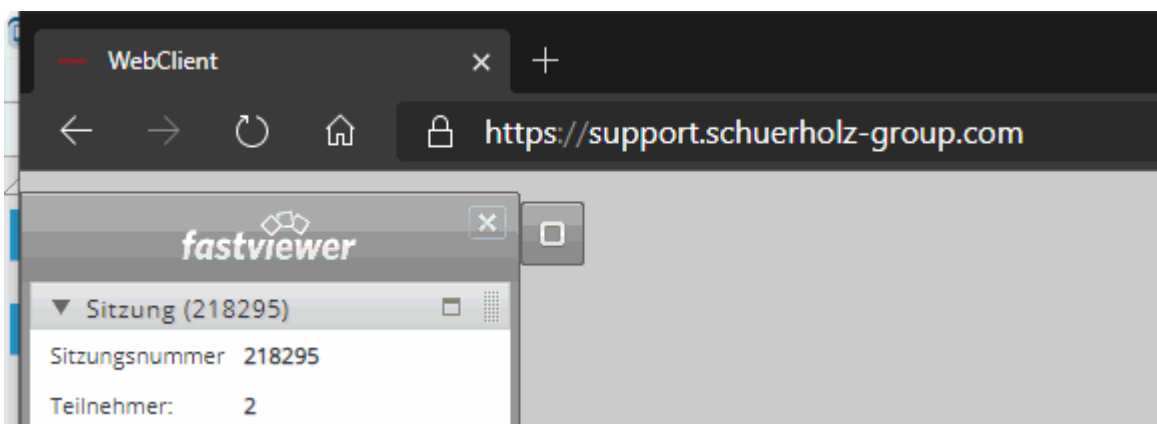 WebClient
https://support.schuerholz-group.com
fastviewer
Sitzung (218295)
Sitzungsnummer 218295
Teilnehmer: 2